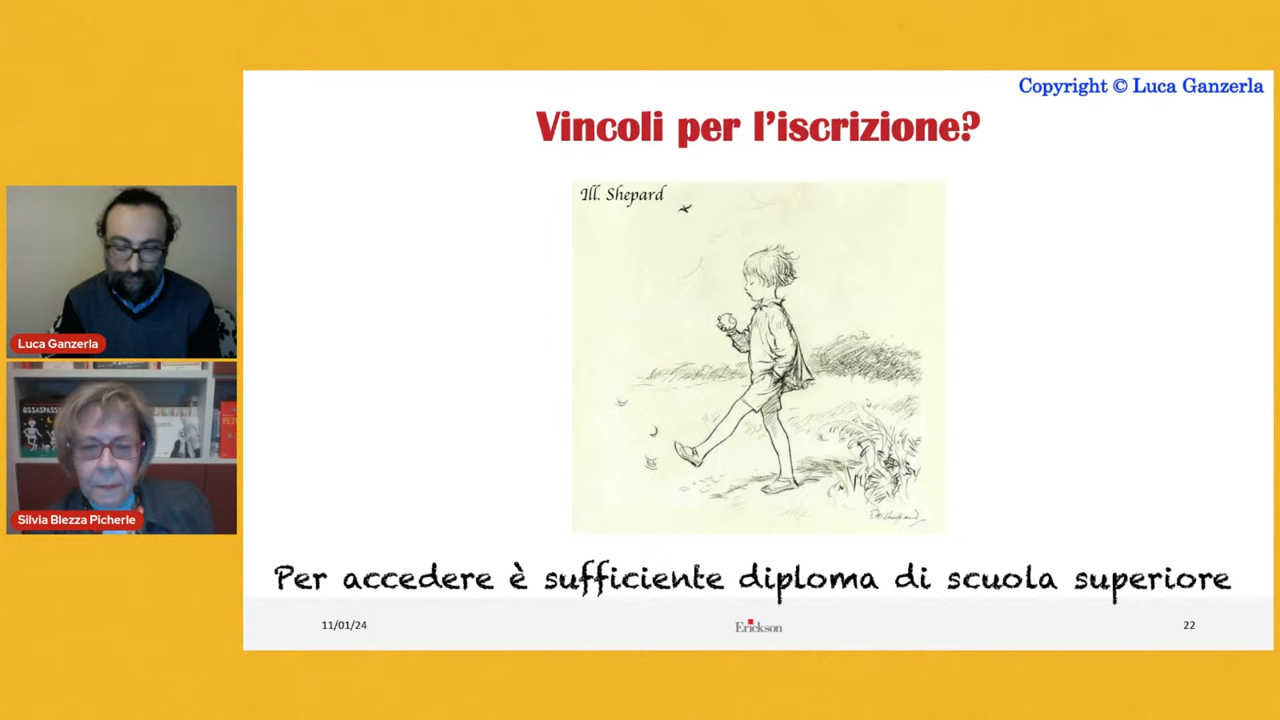 Copyright © Luca Ganzerla
Vincoli per l'iscrizione?
Ill. Shepard
Luca Ganzerla
OSSASPASSO
Silvia Blezza Picherle
Per accedere è sufficiente diploma di scuola superiore
11/01/24
Erickson
22